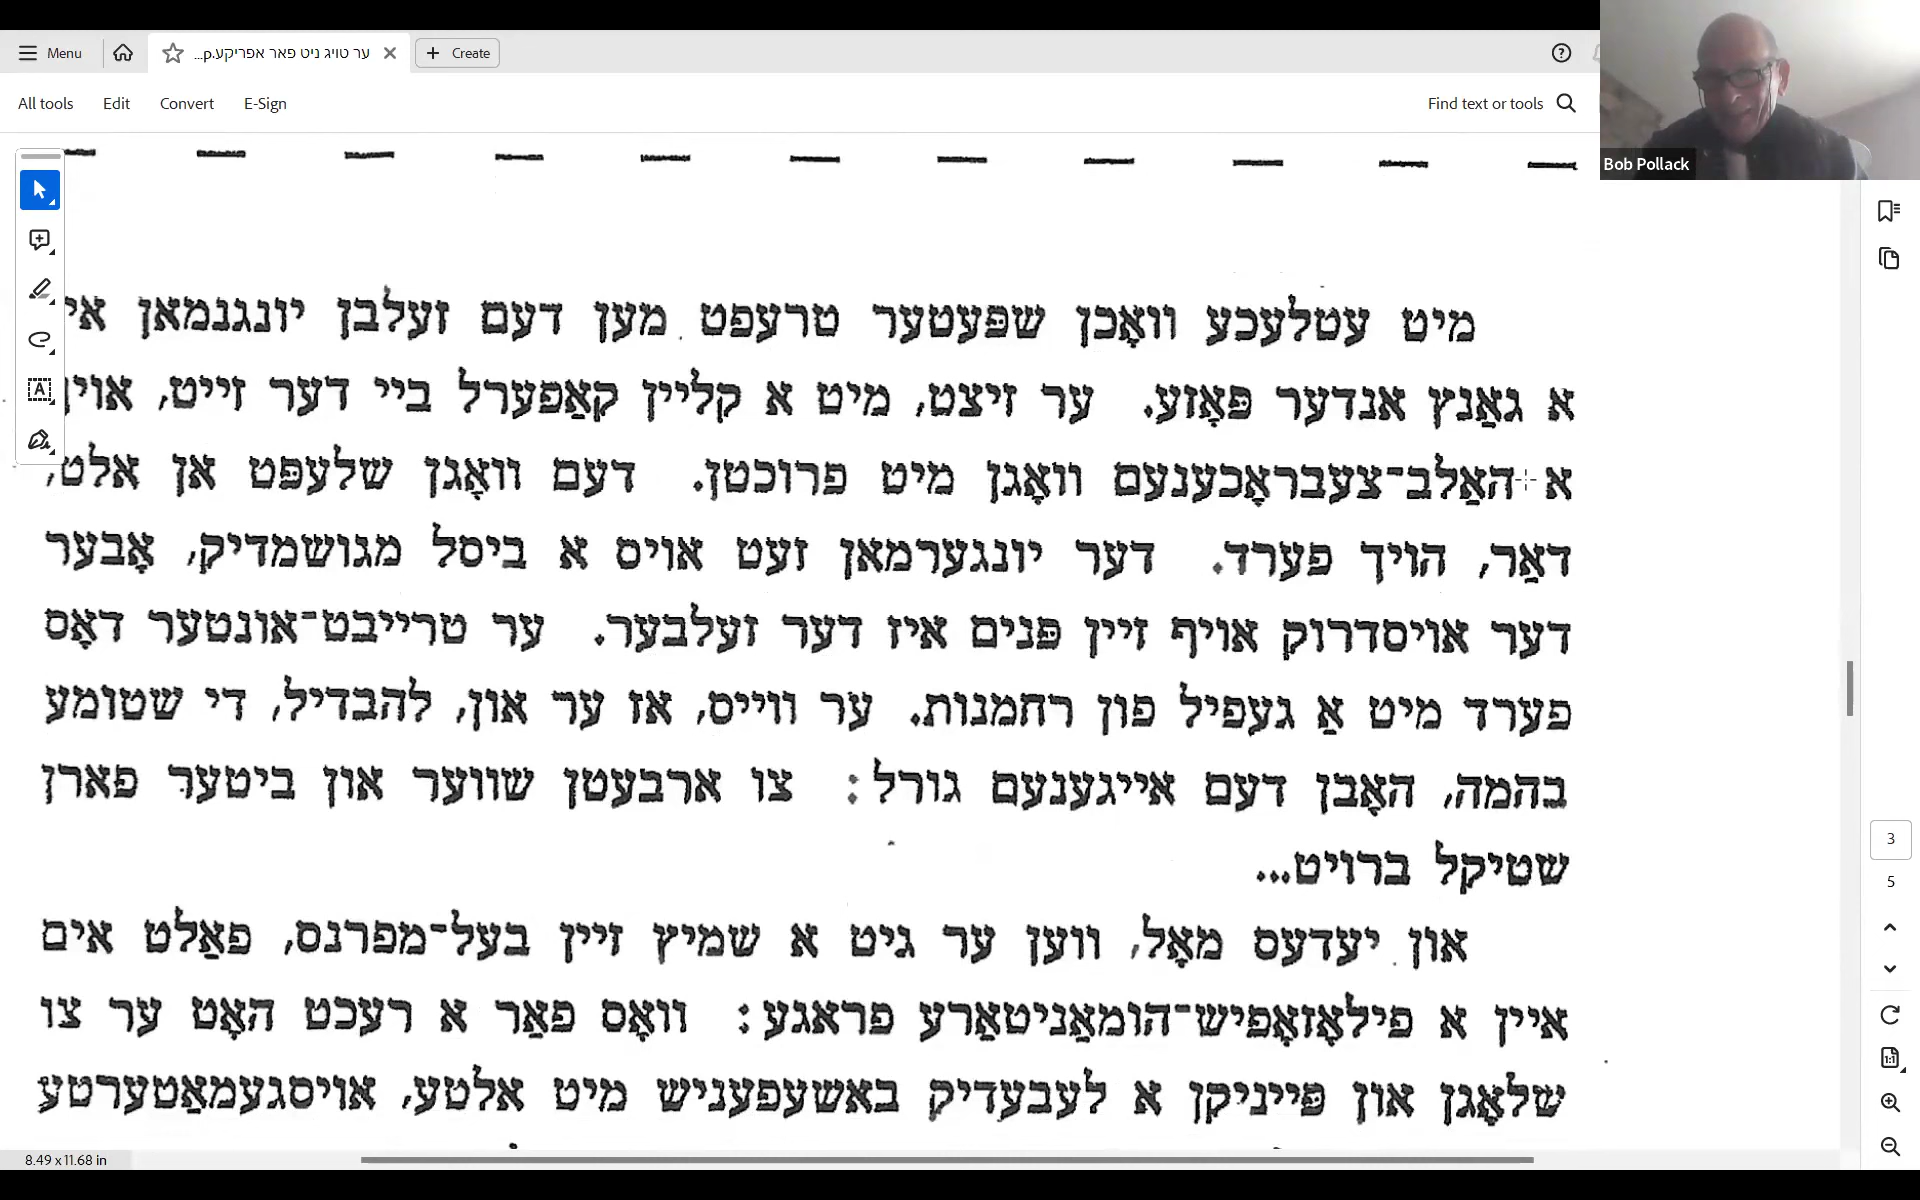 Menu
ער טויג ניט פאר אפריקע.p...
Create
All tools
Edit
Convert
E-Sign
Find text or tools
Bob Pollack
מיט עטלעכע וואָכן שפּעטער טרעפט מען דעם זעלבן יונגנמאן אי
א גאַנץ אנדער פּאָזע. ער זיצט, מיט א קליין קאַפּערל ביי דער זייט, אויף
א האַלב־צעבראָכענעם וואָגן מיט פרוכטן. דעם וואָגן שלעפּט אן אלט,
דאַר, הויך פערד. דער יונגערמאן זעט אויס א ביסל מגושמדיק, אָבער
דער אויסדרוק אויף זיין פּנים איז דער זעלבער. ער טרייבט־אונטער דאָס
פערד מיט אַ געפיל פון רחמנות. ער ווייס, אז ער און, להבדיל, די שטומע
בהמה, האָבן דעם אייגענעם גורל: צו ארבעטן שווער און ביטער פארן
שטיקל ברויט...
און יעדעס מאָל, ווען ער גיט א שמיץ זיין בעל־מפרנס, פאַלט אים
איין א פילאָזאָפיש־הומאַניטאַרע פראגע: וואָס פאַר א רעכט האָט ער צו
שלאָגן און פּייניקן א לעבעדיק באשעפעניש מיט אלטע, אויסגעמאַטערטע
3
5
8.49 x 11.68 in